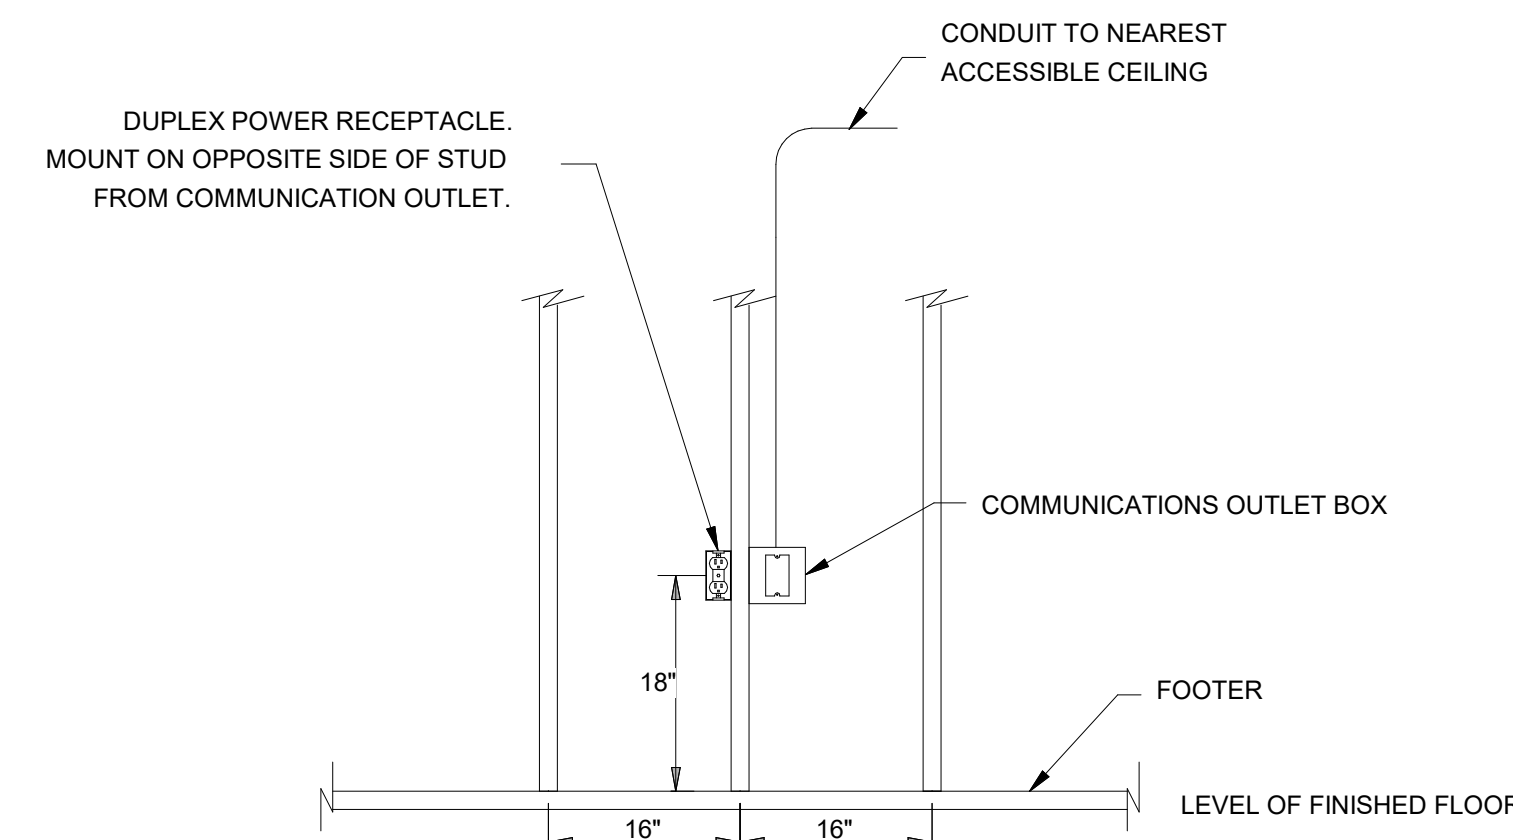 CONDUIT TO NEAREST
ACCESSIBLE CEILING
DUPLEX POWER RECEPTACLE.
MOUNT ON OPPOSITE SIDE OF STUD
FROM COMMUNICATION OUTLET.
COMMUNICATIONS OUTLET BOX
18"
FOOTER
LEVEL OF FINISHED FLOOR
16"
16"